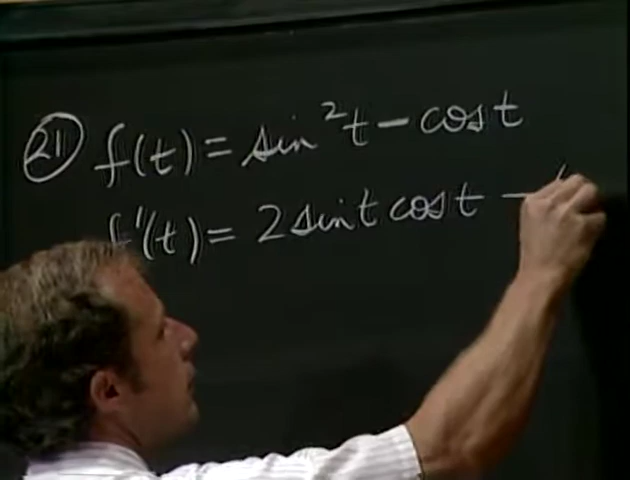 21 f(t) = sin²t − cos t
f'(t) = 2 sin t cos t −